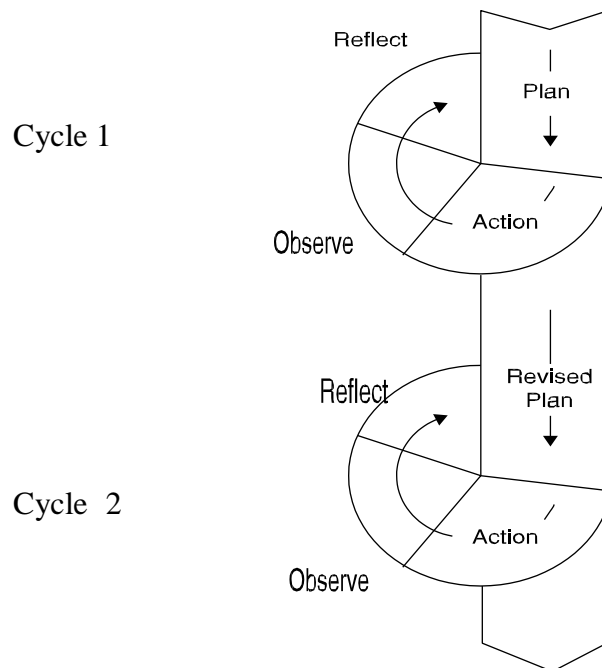 Reflect
Plan
Cycle 1
Action
Observe
Reflect
Revised
Plan
Cycle 2
Action
Observe